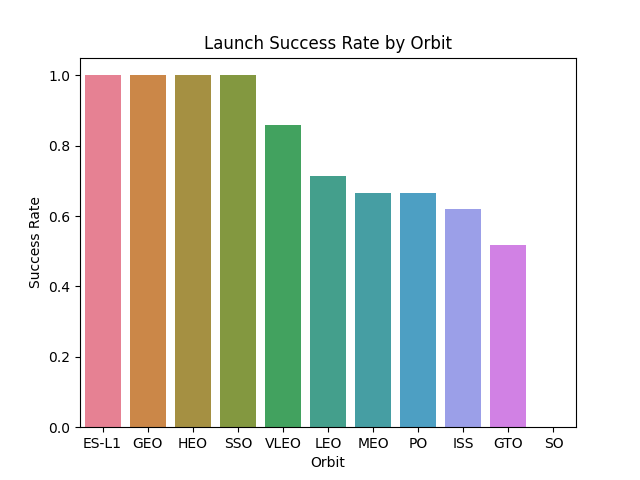 Launch Success Rate by Orbit
1.0
0.8
0.6
0.4
0.2
0.0
Success Rate
ES-L1 GEO HEO SSO VLEO LEO MEO PO ISS GTO SO
Orbit